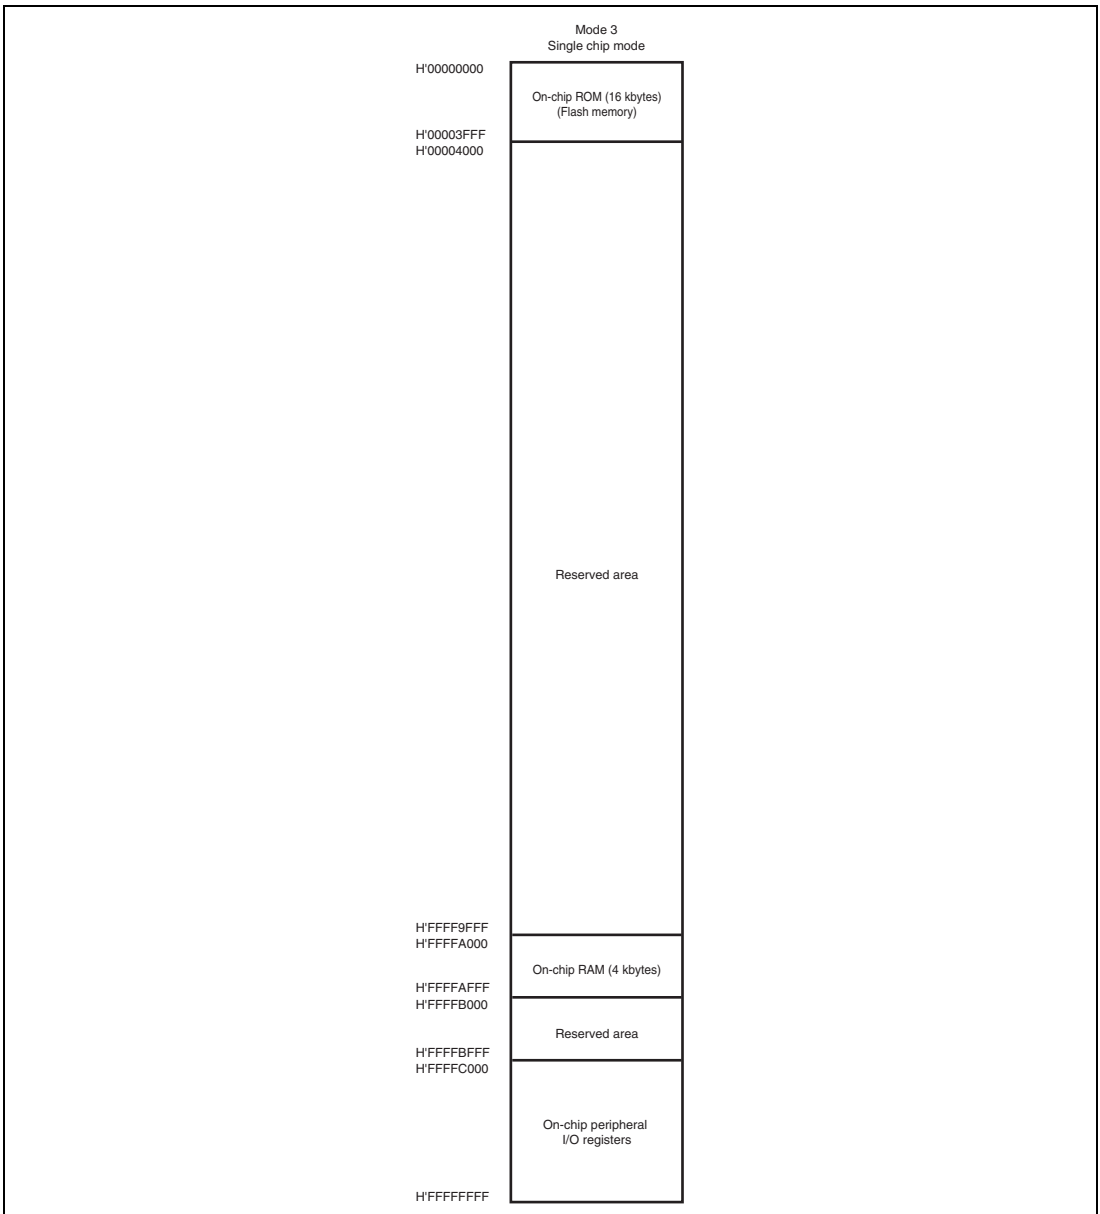 Mode 3
Single chip mode
H'00000000
On-chip ROM (16 kbytes)
(Flash memory)
H'00003FFF
H'00004000
Reserved area
H'FFFF9FFF
H'FFFFA000
On-chip RAM (4 kbytes)
H'FFFFAFFF
H'FFFFB000
Reserved area
H'FFFFBFFF
H'FFFFC000
On-chip peripheral
I/O registers
H'FFFFFFFF